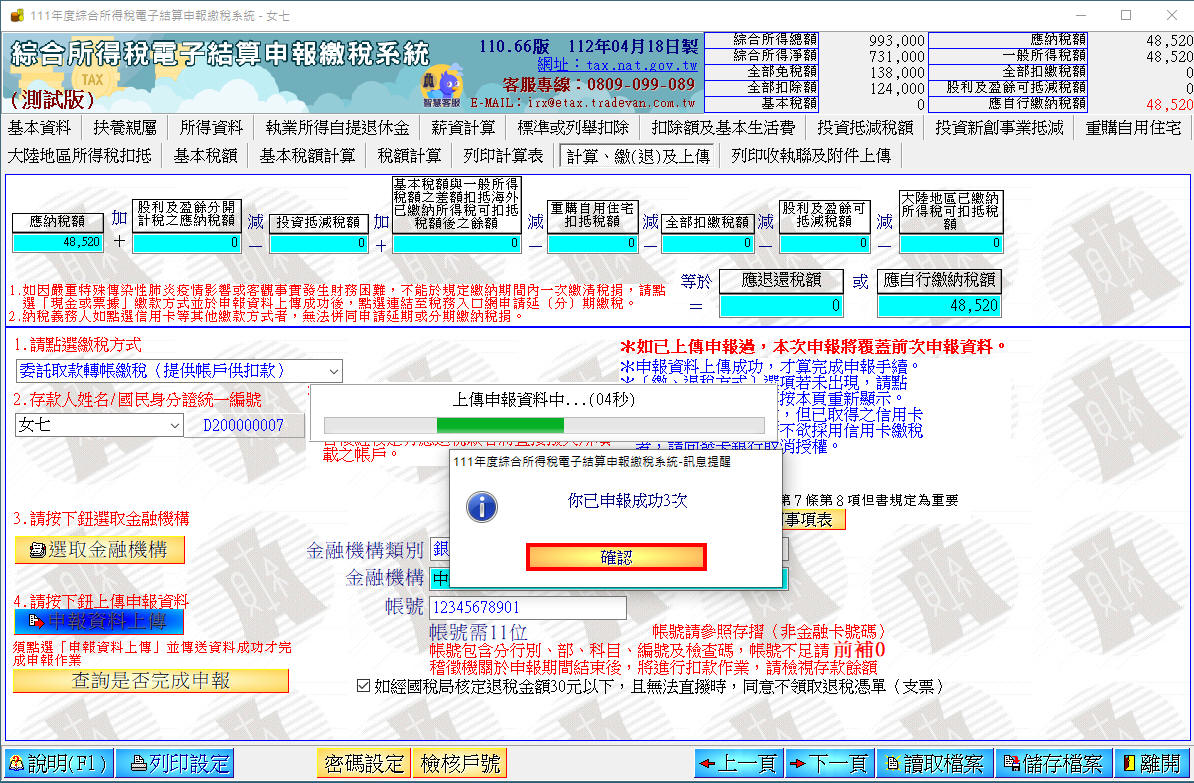 111年度綜合所得稅電子結算申報繳稅系統 - 女七
綜合所得稅電子結算申報繳稅系統
TAX
(測試版)
110.66版 112年04月18日製
網址：tax.nat.gov.tw
客服專線：0809-099-089
E-MAIL：irx@etax.tradevan.com.tw
智慧客服
綜合所得總額 993,000 應納稅額 48,520
綜合所得淨額 731,000 一般所得稅額 48,520
全部免稅額 138,000 全部扣繳稅額 0
全部扣除額 124,000 股利及盈餘可抵減稅額 0
基本稅額 0 應自行繳納稅額 48,520
基本資料 扶養親屬 所得資料 執業所得自提退休金 薪資計算 標準或列舉扣除 扣除額及基本生活費 投資抵減稅額 投資新創事業抵減 重購自用住宅
大陸地區所得稅扣抵 基本稅額 基本稅額計算 稅額計算 列印計算表 計算、繳(退)及上傳 列印收執聯及附件上傳
應納稅額
48,520
加
＋
股利及盈餘分開
計稅之應納稅額
0
減
—
投資抵減稅額
0
加
＋
基本稅額與一般所得
稅額之差額扣抵海外
已繳納所得稅可扣抵
稅額後之餘額
0
減
—
重購自用住宅
扣抵稅額
0
減
—
全部扣繳稅額
0
減
—
股利及盈餘可
抵減稅額
0
減
—
大陸地區已繳納
所得稅可扣抵稅
額
0
等於
＝
應退還稅額
0
或
應自行繳納稅額
48,520
1.如因嚴重特殊傳染性肺炎疫情影響或客觀事實發生財務困難，不能於規定繳納期間內一次繳清稅捐，請點
選「現金或票據」繳款方式並於申報資料上傳成功後，點選連結至稅務入口網申請延（分）期繳稅。
2.納稅義務人如點選信用卡等其他繳款方式者，無法併同申請延期或分期繳納稅捐。
1.請點選繳稅方式
委託取款轉帳繳稅（提供帳戶供扣款）
2.存款人姓名/國民身分證統一編號
女七 D200000007
＊如已上傳申報過，本次申報將覆蓋前次申報資料。
＊申報資料上傳成功，才算完成申報手續。
＊〔繳、退稅方式〕選項若未出現，請點
按本頁重新顯示。
，但已取得之信用卡
不欲採用信用卡繳稅
者，請向發卡銀行取消授權。
上傳申報資料中...(04秒)
載之帳戶。
111年度綜合所得稅電子結算申報繳稅系統-訊息提醒
你已申報成功3次
確認
第7條第8項但書規定為重要
事項表
3.請按下鈕選取金融機構
選取金融機構
金融機構類別 銀
金融機構 中
帳號 12345678901
4.請按下鈕上傳申報資料
申報資料上傳
須點選「申報資料上傳」並傳送資料成功才完
成申報作業
查詢是否完成申報
帳號需11位 帳號請參照存摺（非金融卡號碼）
帳號包含分行別、部、科目、編號及檢查碼，帳號不足請 前補0
稽徵機關於申報期間結束後，將進行扣款作業，請檢視存款餘額
如經國稅局核定退稅金額30元以下，且無法直撥時，同意不領取退稅憑單（支票）
說明(F1) 列印設定 密碼設定 檢核戶號 上一頁 下一頁 讀取檔案 儲存檔案 離開